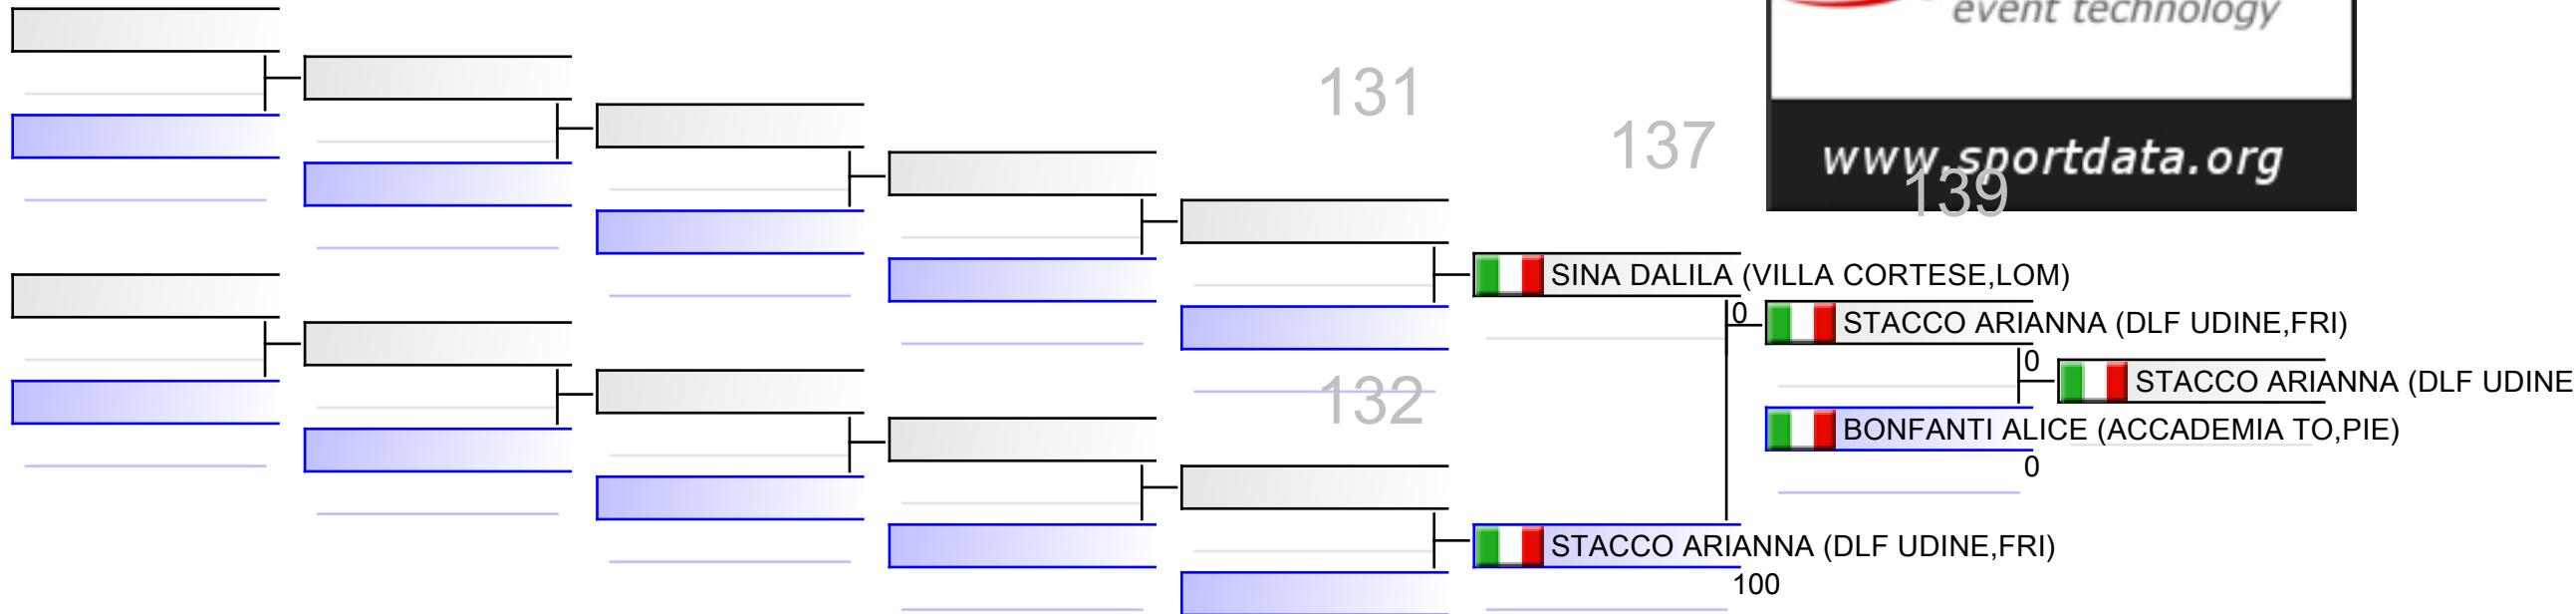 event technology
131
137
www.sportdata.org
139
SINA DALILA (VILLA CORTESE,LOM)
0
STACCO ARIANNA (DLF UDINE,FRI)
0
STACCO ARIANNA (DLF UDINE
132
BONFANTI ALICE (ACCADEMIA TO,PIE)
0
STACCO ARIANNA (DLF UDINE,FRI)
100